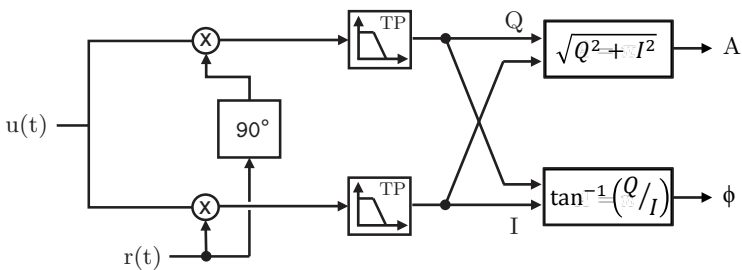 TP
Q
√Q² + I²
A
X
u(t)
90°
TP
X
tan⁻¹(Q/I)
ϕ
I
r(t)